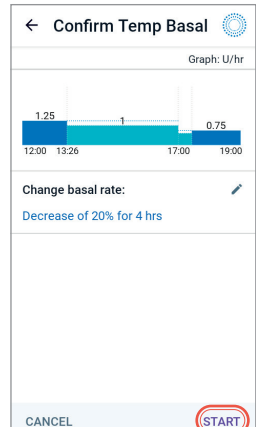 ← Confirm Temp Basal
Graph: U/hr
1.25
1
0.75
12:00 13:26 17:00 19:00
Change basal rate:
Decrease of 20% for 4 hrs
CANCEL START